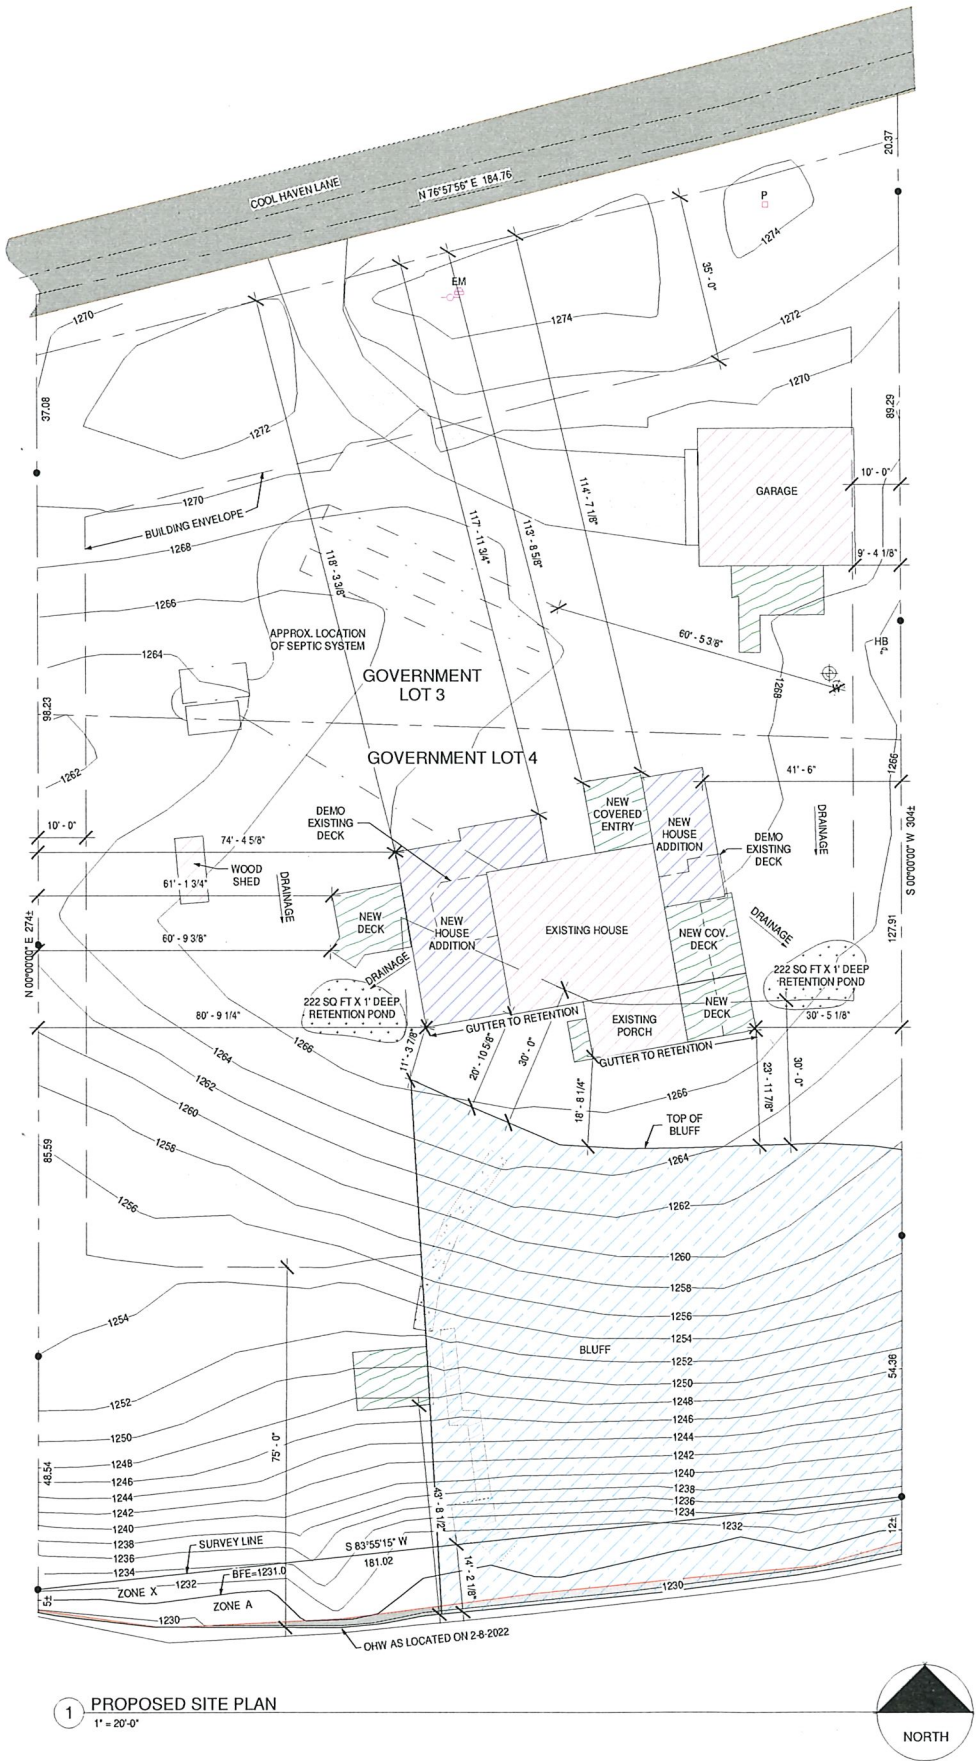 COOL HAVEN LANE
N 76°57'56" E 184.76
20.37
P
1274
EM
35' - 0"
1270
1274
1272
1270
37.08
89.29
1272
GARAGE
10' - 0"
1270
BUILDING ENVELOPE
114' - 7 1/8"
117' - 11 3/4"
113' - 8 5/8"
1268
118' - 3 3/8"
9' - 4 1/8"
1266
APPROX. LOCATION
OF SEPTIC SYSTEM
60' - 5 3/8"
HB
1264
GOVERNMENT
LOT 3
1268
98.23
GOVERNMENT LOT 4
1262
1266
41' - 6"
NEW
COVERED
ENTRY
DEMO
EXISTING
DECK
10' - 0"
74' - 4 5/8"
NEW
HOUSE
ADDITION
DEMO
EXISTING
DECK
DRAINAGE
S 00°00'00" W 304±
WOOD
SHED
61' - 1 3/4"
DRAINAGE
NEW
DECK
NEW
HOUSE
ADDITION
EXISTING HOUSE
NEW COV.
DECK
DRAINAGE
127.91
60' - 9 3/8"
N 00°00'00" E 274±
DRAINAGE
222 SQ FT X 1' DEEP
RETENTION POND
222 SQ FT X 1' DEEP
RETENTION POND
80' - 9 1/4"
GUTTER TO RETENTION
EXISTING
PORCH
NEW
DECK
30' - 5 1/8"
GUTTER TO RETENTION
11' - 3 7/8"
20' - 10 5/8"
30' - 0"
18' - 8 1/4"
23' - 11 7/8"
30' - 0"
1266
1264
1262
1260
1266
TOP OF
BLUFF
85.59
1258
1264
1256
1262
1260
1258
1256
1254
1254
BLUFF
1252
54.36
1250
1252
1248
1246
1250
75' - 0"
1244
1248
1242
48.54
1246
1240
1244
1238
1242
43' - 8 1/2"
1236
1240
1234
1238
SURVEY LINE
S 83°55'15" W
1232
12±
1236
181.02
1234
BFE=1231.0
14' - 2 1/8"
ZONE X
1232
1230
5±
ZONE A
1230
OHW AS LOCATED ON 2-8-2022
1 PROPOSED SITE PLAN
1" = 20'-0"
NORTH